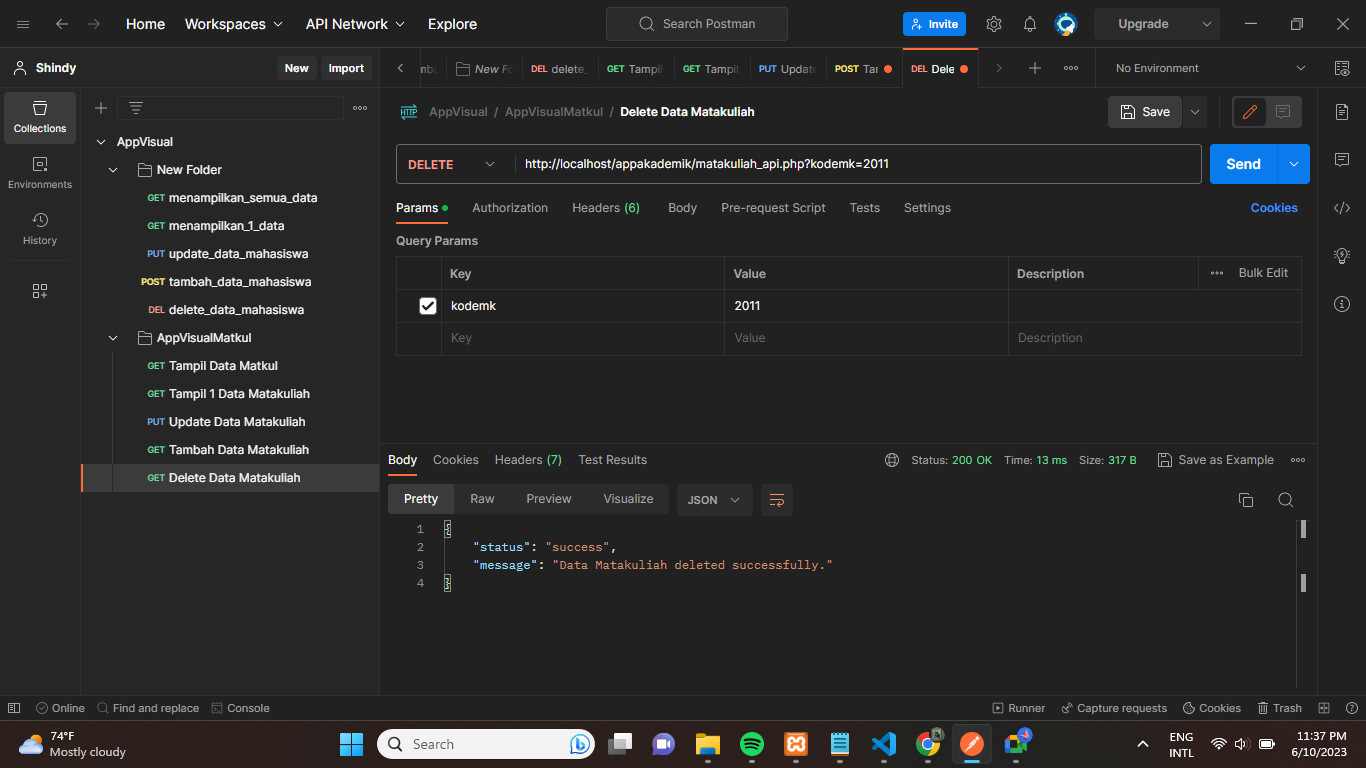 Home Workspaces API Network Explore Search Postman Invite Upgrade
Shindy New Import New Fo DEL delete_ GET Tampil GET Tampil PUT Update POST Tar DEL Dele No Environment
Collections
Environments
History
AppVisual
New Folder
GET menampilkan_semua_data
GET menampilkan_1_data
PUT update_data_mahasiswa
POST tambah_data_mahasiswa
DEL delete_data_mahasiswa
AppVisualMatkul
GET Tampil Data Matkul
GET Tampil 1 Data Matakuliah
PUT Update Data Matakuliah
GET Tambah Data Matakuliah
GET Delete Data Matakuliah
HTTP AppVisual / AppVisualMatkul / Delete Data Matakuliah Save
DELETE http://localhost/appakademik/matakuliah_api.php?kodemk=2011 Send
Params Authorization Headers (6) Body Pre-request Script Tests Settings Cookies
Query Params
Key Value Description Bulk Edit
kodemk 2011
Key Value Description
Body Cookies Headers (7) Test Results Status: 200 OK Time: 13 ms Size: 317 B Save as Example
Pretty Raw Preview Visualize JSON
1 {
2 "status": "success",
3 "message": "Data Matakuliah deleted successfully."
4 }
Online Find and replace Console Runner Capture requests Cookies Trash
74°F
Mostly cloudy
Search
ENG
INTL
11:37 PM
6/10/2023